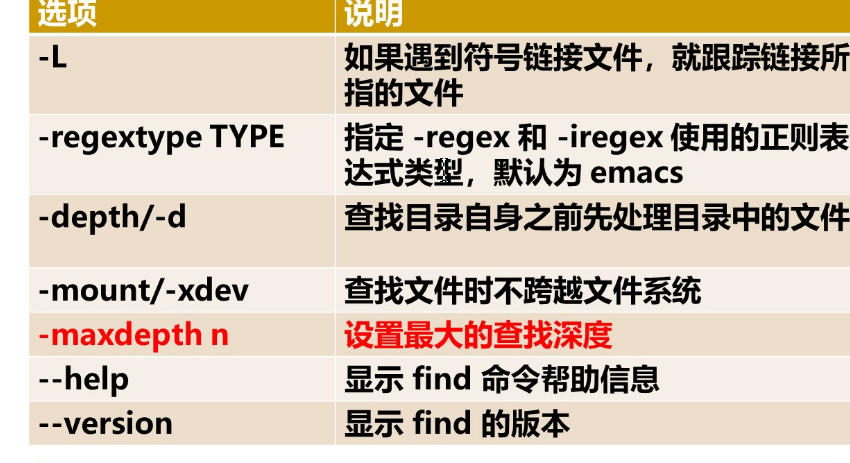 选项 说明
-L 如果遇到符号链接文件，就跟踪链接所
指的文件
-regextype TYPE 指定 -regex 和 -iregex 使用的正则表
达式类型，默认为 emacs
-depth/-d 查找目录自身之前先处理目录中的文件
-mount/-xdev 查找文件时不跨越文件系统
-maxdepth n 设置最大的查找深度
--help 显示 find 命令帮助信息
--version 显示 find 的版本